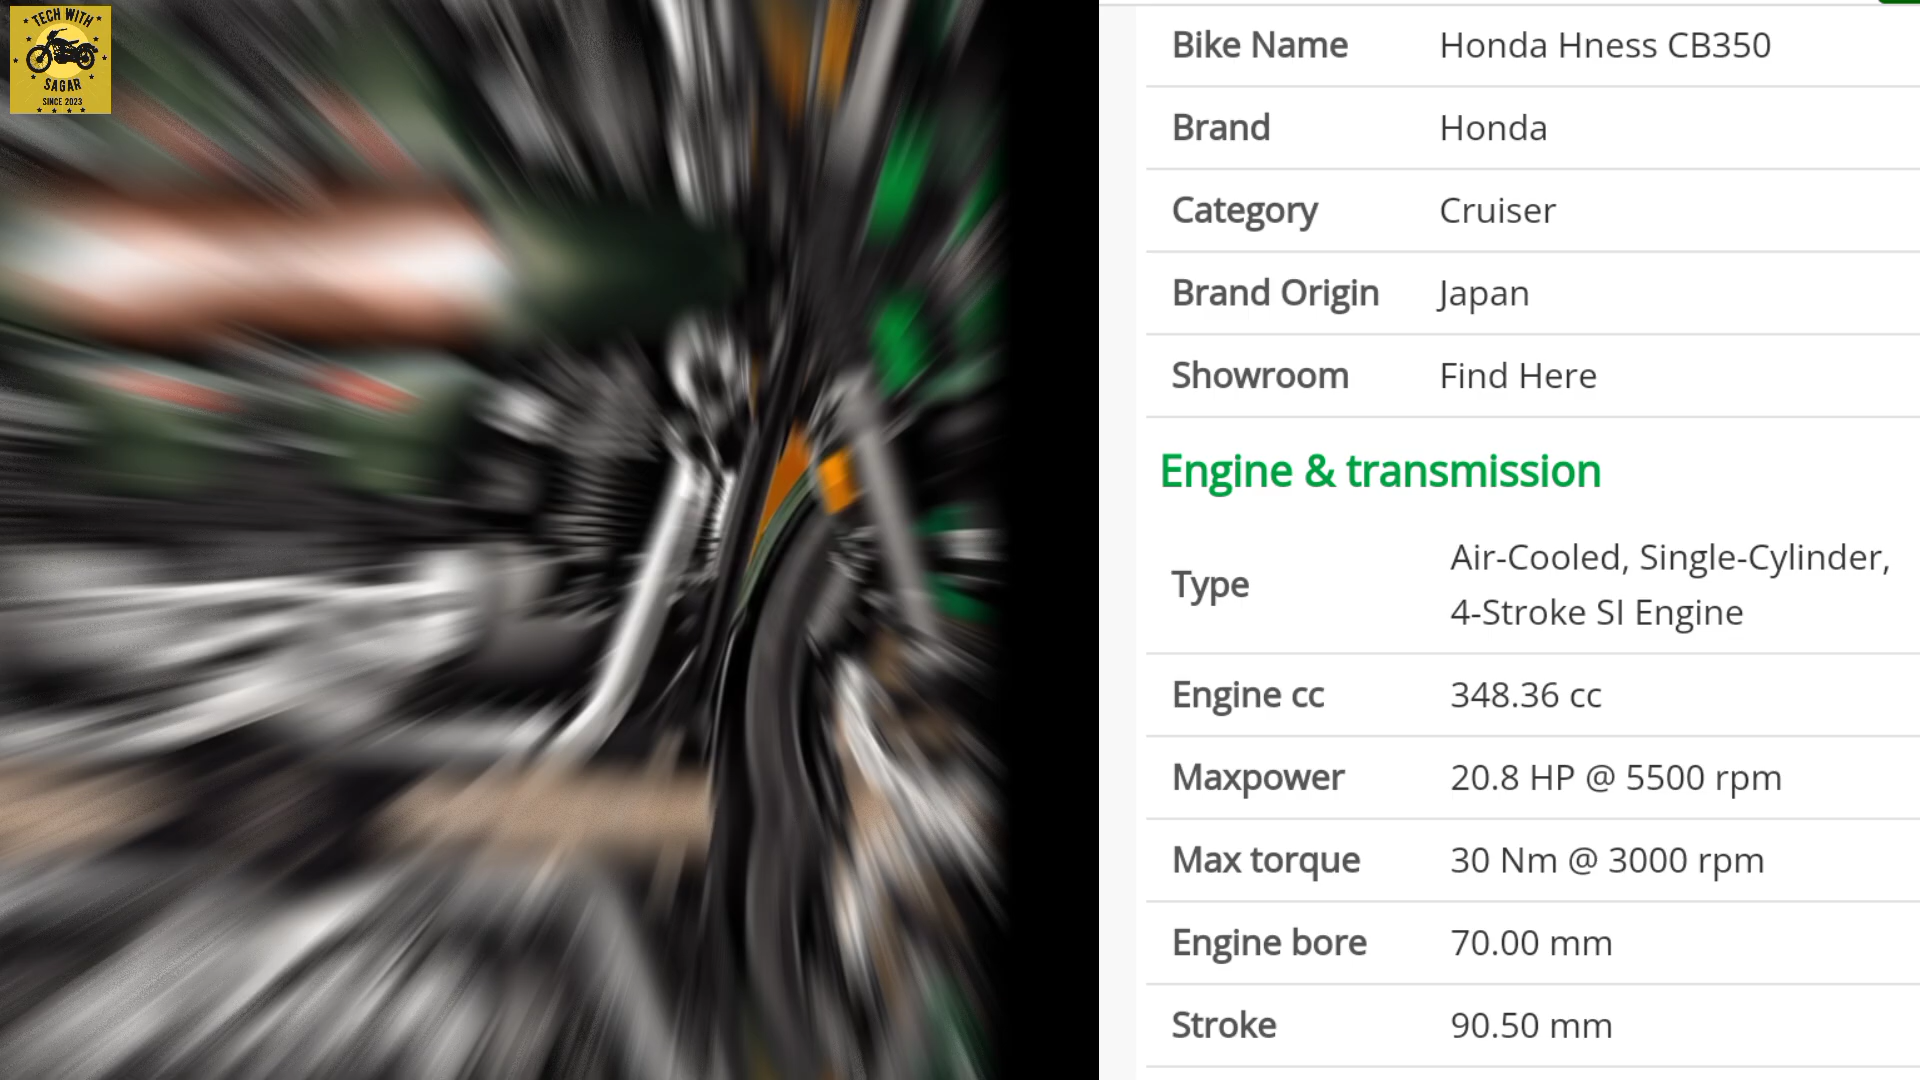 TECH WITH
SAGAR
SINCE 2023
Bike Name Honda Hness CB350
Brand Honda
Category Cruiser
Brand Origin Japan
Showroom Find Here
Engine & transmission
Type Air-Cooled, Single-Cylinder,
4-Stroke SI Engine
Engine cc 348.36 cc
Maxpower 20.8 HP @ 5500 rpm
Max torque 30 Nm @ 3000 rpm
Engine bore 70.00 mm
Stroke 90.50 mm